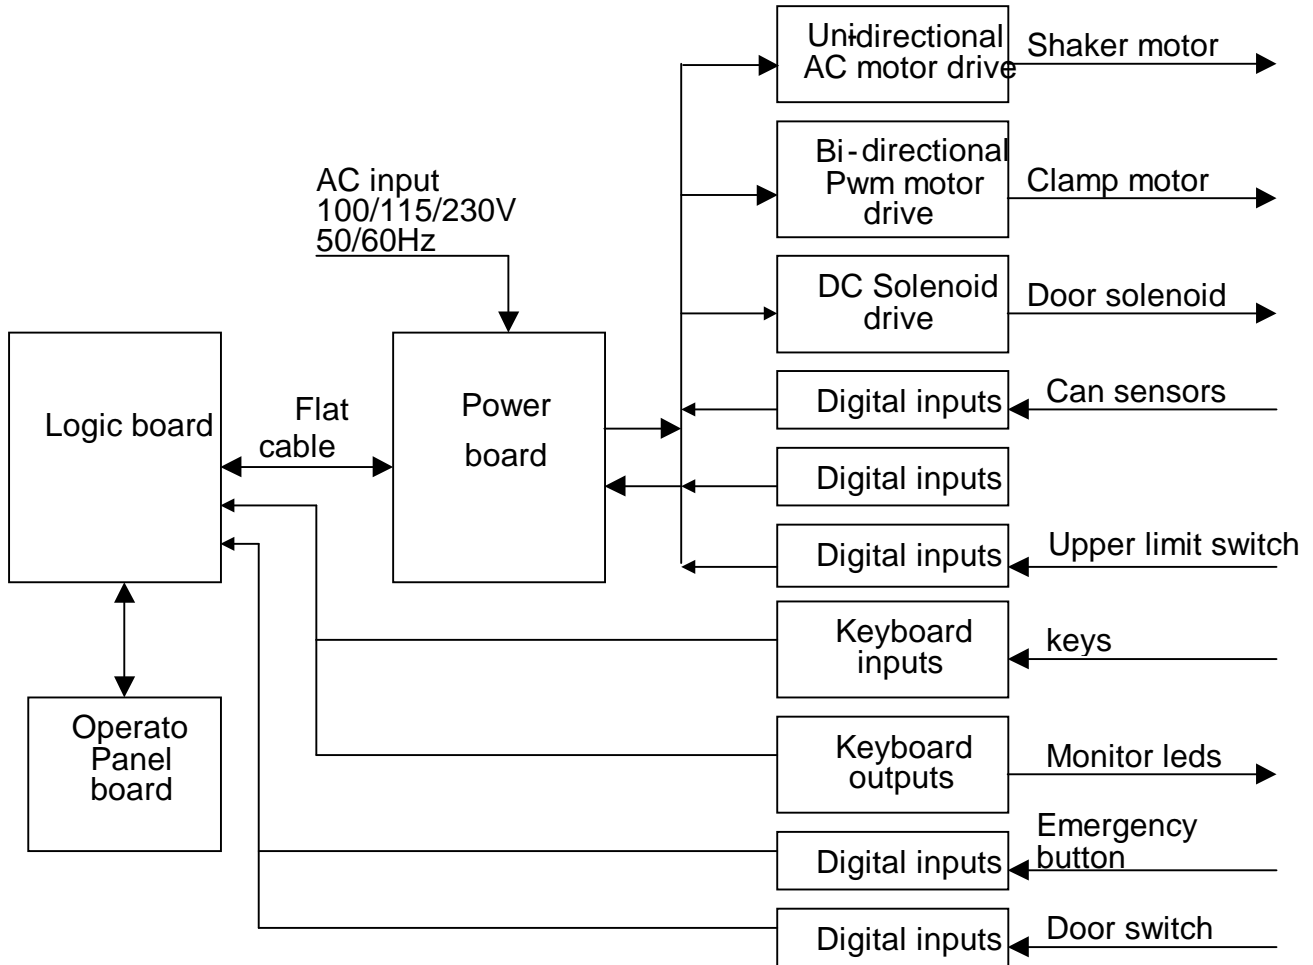 Uni-directional
AC motor drive
Shaker motor
Bi-directional
Pwm motor
drive
Clamp motor
AC input
100/115/230V
50/60Hz
DC Solenoid
drive
Door solenoid
Logic board
Flat
cable
Power
board
Digital inputs
Can sensors
Digital inputs
Digital inputs
Upper limit switch
Keyboard
inputs
keys
Operato
Panel
board
Keyboard
outputs
Monitor leds
Digital inputs
Emergency
button
Digital inputs
Door switch